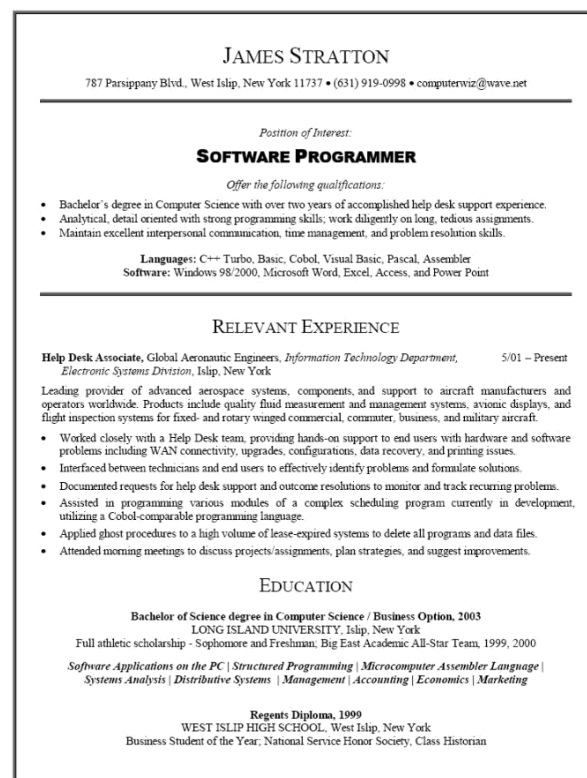 JAMES STRATTON
787 Parsippany Blvd., West Islip, New York 11737 • (631) 919-0998 • computerwiz@wave.net
Position of Interest:
SOFTWARE PROGRAMMER
Offer the following qualifications:
• Bachelor's degree in Computer Science with over two years of accomplished help desk support experience.
• Analytical, detail oriented with strong programming skills; work diligently on long, tedious assignments.
• Maintain excellent interpersonal communication, time management, and problem resolution skills.
Languages: C++ Turbo, Basic, Cobol, Visual Basic, Pascal, Assembler
Software: Windows 98/2000, Microsoft Word, Excel, Access, and Power Point
RELEVANT EXPERIENCE
Help Desk Associate, Global Aeronautic Engineers, Information Technology Department, 5/01 – Present
Electronic Systems Division, Islip, New York
Leading provider of advanced aerospace systems, components, and support to aircraft manufacturers and
operators worldwide. Products include quality fluid measurement and management systems, avionic displays, and
flight inspection systems for fixed- and rotary winged commercial, commuter, business, and military aircraft.
• Worked closely with a Help Desk team, providing hands-on support to end users with hardware and software
problems including WAN connectivity, upgrades, configurations, data recovery, and printing issues.
• Interfaced between technicians and end users to effectively identify problems and formulate solutions.
• Documented requests for help desk support and outcome resolutions to monitor and track recurring problems.
• Assisted in programming various modules of a complex scheduling program currently in development,
utilizing a Cobol-comparable programming language.
• Applied ghost procedures to a high volume of lease-expired systems to delete all programs and data files.
• Attended morning meetings to discuss projects/assignments, plan strategies, and suggest improvements.
EDUCATION
Bachelor of Science degree in Computer Science / Business Option, 2003
LONG ISLAND UNIVERSITY, Islip, New York
Full athletic scholarship - Sophomore and Freshman; Big East Academic All-Star Team, 1999, 2000
Software Applications on the PC | Structured Programming | Microcomputer Assembler Language |
Systems Analysis | Distributive Systems | Management | Accounting | Economics | Marketing
Regents Diploma, 1999
WEST ISLIP HIGH SCHOOL, West Islip, New York
Business Student of the Year; National Service Honor Society, Class Historian